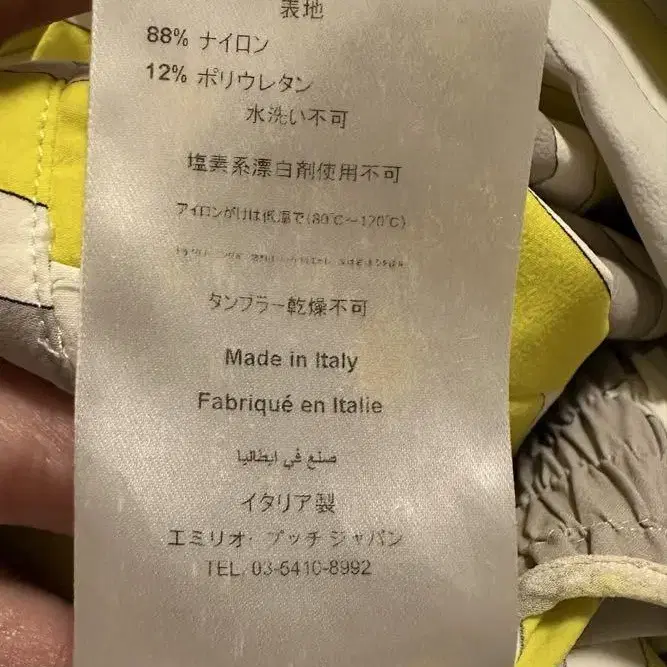 表地
88% ナイロン
12% ポリウレタン
水洗い不可
塩素系漂白剤使用不可
アイロンがけは低温で(80℃～120℃)
タンブラー乾燥不可
Made in Italy
Fabriqué en Italie
صنع في ايطاليا
イタリア製
エミリオ・プッチ ジャパン
TEL. 03-5410-8992